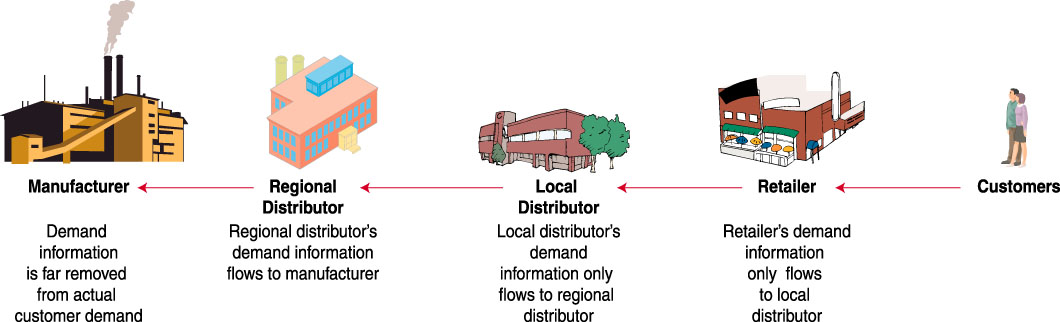 Manufacturer
Demand
information
is far removed
from actual
customer demand
Regional
Distributor
Regional distributor's
demand information
flows to manufacturer
Local
Distributor
Local distributor's
demand
information only
flows to regional
distributor
Retailer
Retailer's demand
information
only flows
to local
distributor
Customers